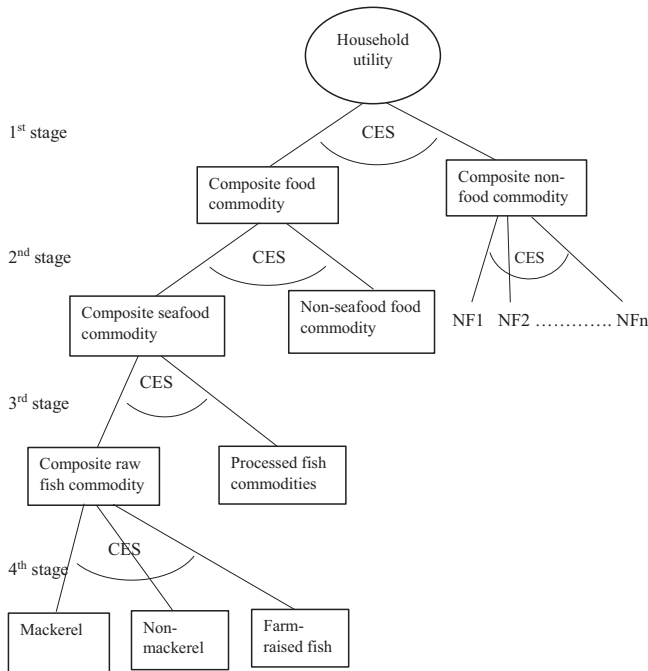 Household
utility
1st stage
CES
Composite food
commodity
Composite non-
food commodity
2nd stage
CES
CES
Composite seafood
commodity
Non-seafood food
commodity
NF1 NF2 …………. NFn
3rd stage
CES
Composite raw
fish commodity
Processed fish
commodities
4th stage
CES
Mackerel
Non-
mackerel
Farm-
raised fish